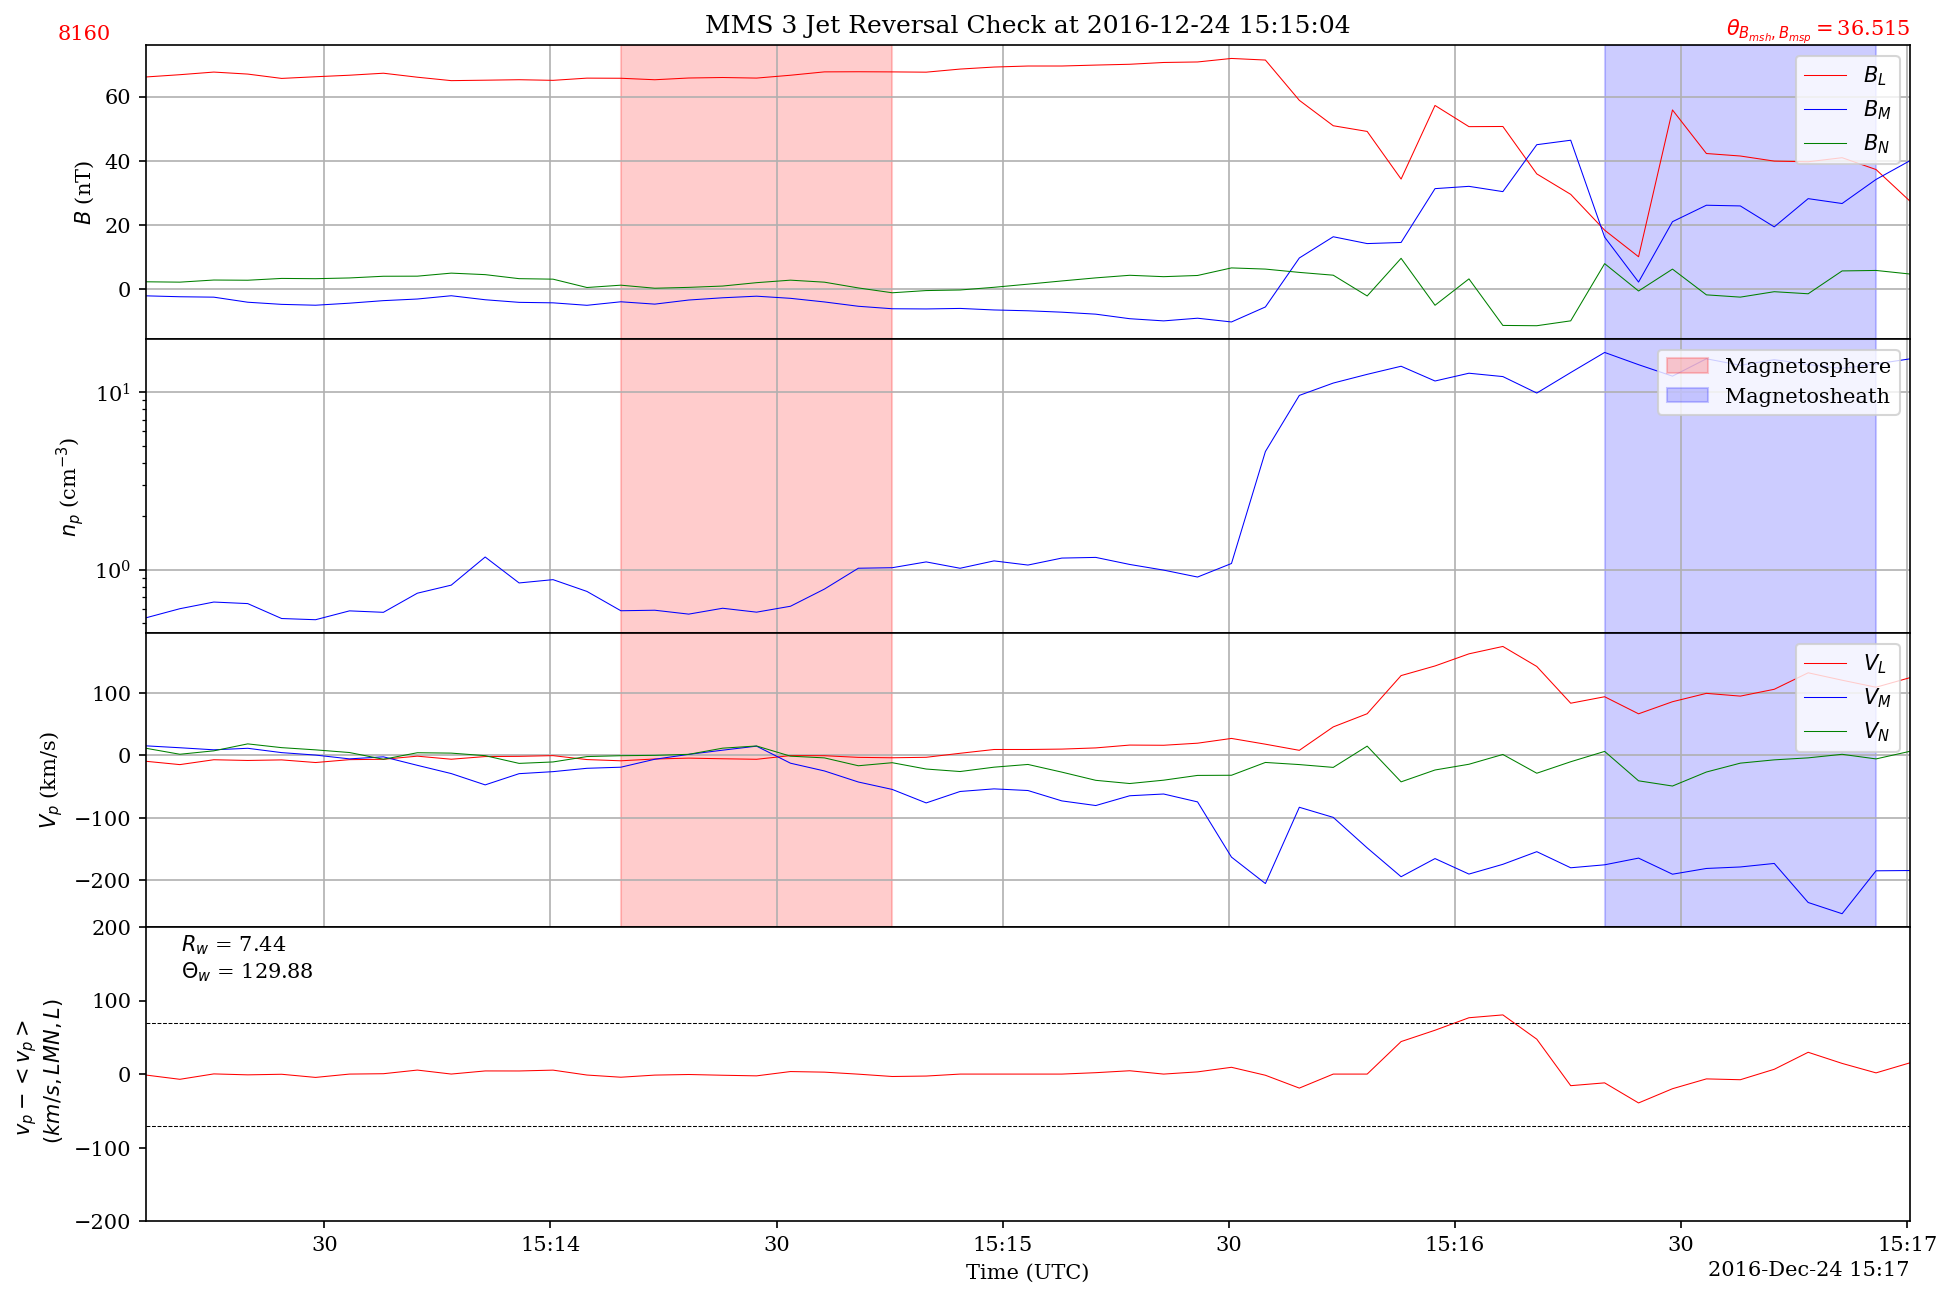 8160
MMS 3 Jet Reversal Check at 2016-12-24 15:15:04
θ_{B_{msh}, B_{msp}} = 36.515
B (nT)
60
40
20
0
B_L
B_M
B_N
n_p (cm^{−3})
10^1
10^0
Magnetosphere
Magnetosheath
V_p (km/s)
100
0
−100
−200
V_L
V_M
V_N
v_p − < v_p >
(km/s, LMN, L)
200
100
0
−100
−200
R_w = 7.44
Θ_w = 129.88
30
15:14
30
15:15
30
15:16
30
15:17
Time (UTC)
2016-Dec-24 15:17